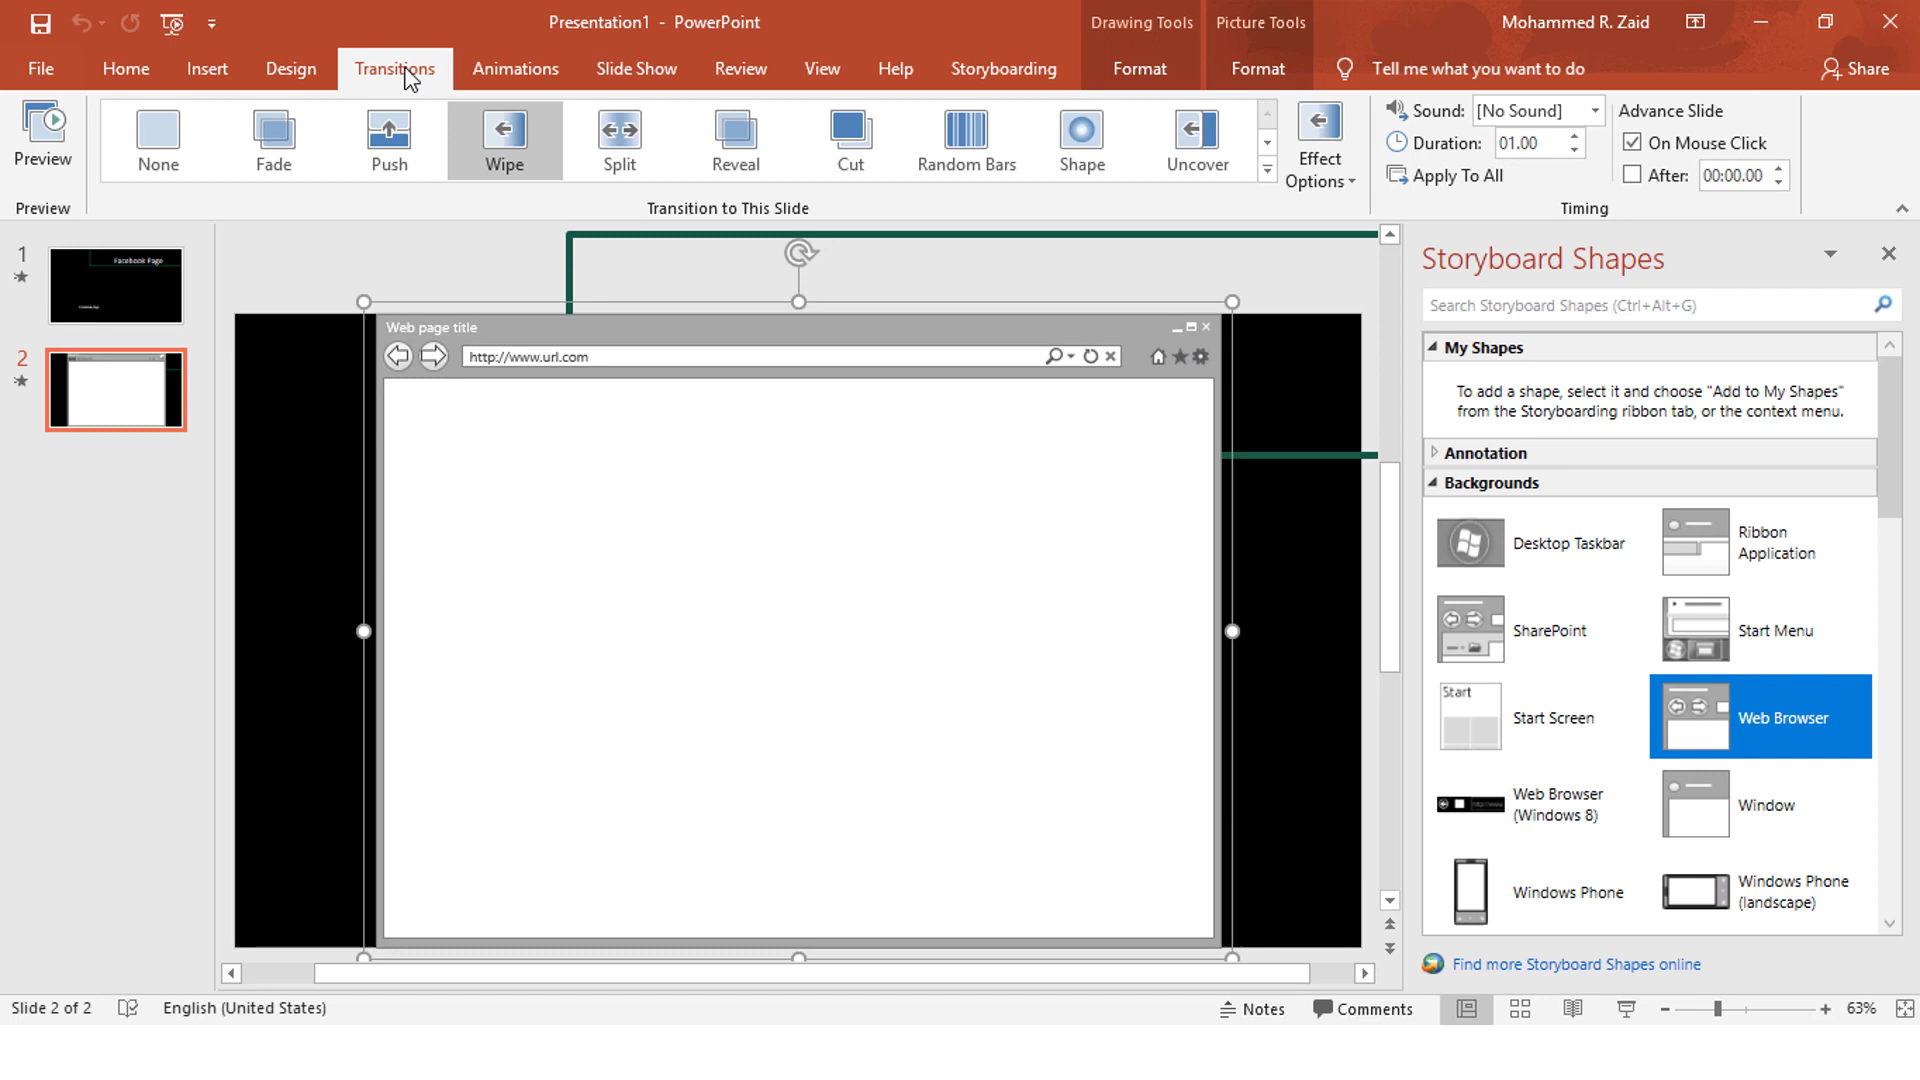 Presentation1 - PowerPoint
Drawing Tools
Picture Tools
Mohammed R. Zaid
File
Home
Insert
Design
Transitions
Animations
Slide Show
Review
View
Help
Storyboarding
Format
Format
Tell me what you want to do
Share
Preview
None
Fade
Push
Wipe
Split
Reveal
Cut
Random Bars
Shape
Uncover
Effect
Options
Sound: [No Sound]
Duration: 01.00
Apply To All
Advance Slide
On Mouse Click
After: 00:00.00
Preview
Transition to This Slide
Timing
1
Facebook Page
2
Web page title
http://www.url.com
Storyboard Shapes
Search Storyboard Shapes (Ctrl+Alt+G)
My Shapes
To add a shape, select it and choose "Add to My Shapes"
from the Storyboarding ribbon tab, or the context menu.
Annotation
Backgrounds
Desktop Taskbar
Ribbon
Application
SharePoint
Start Menu
Start
Start Screen
Web Browser
Web Browser
(Windows 8)
Window
Windows Phone
Windows Phone
(landscape)
Find more Storyboard Shapes online
Slide 2 of 2
English (United States)
Notes
Comments
63%